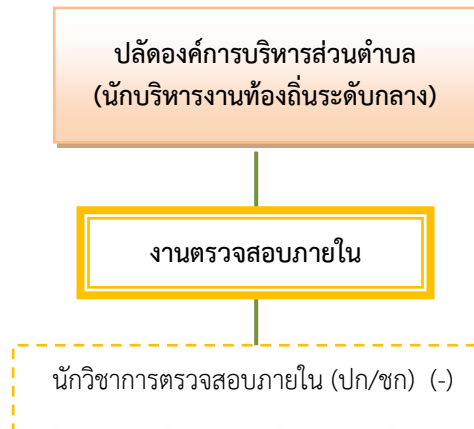 ปลัดองค์การบริหารส่วนตำบล
(นักบริหารงานท้องถิ่นระดับกลาง)
งานตรวจสอบภายใน
นักวิชาการตรวจสอบภายใน (ปก/ชก) (-)